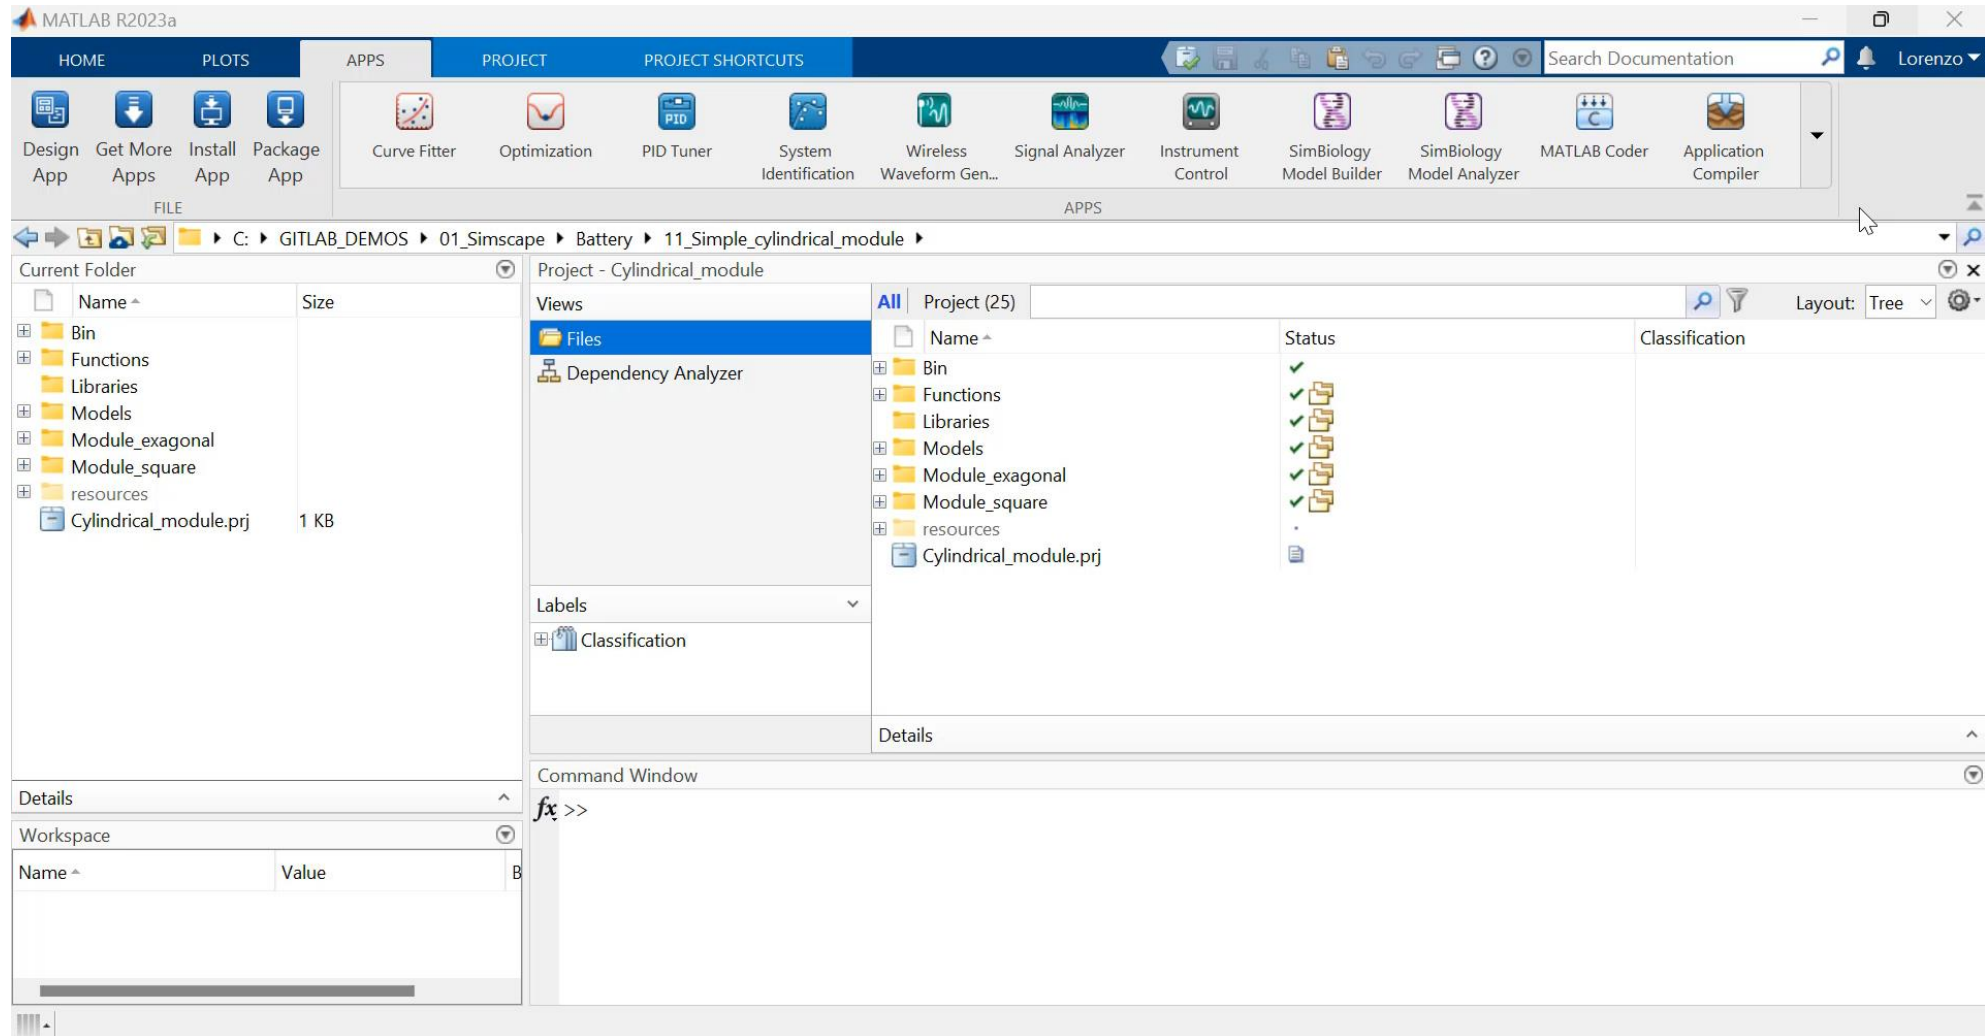 MATLAB R2023a
HOME PLOTS APPS PROJECT PROJECT SHORTCUTS Search Documentation Lorenzo
Design App
Get More Apps
Install App
Package App
Curve Fitter
Optimization
PID
PID Tuner
System Identification
Wireless Waveform Gen...
Signal Analyzer
Instrument Control
SimBiology Model Builder
SimBiology Model Analyzer
C
MATLAB Coder
Application Compiler
FILE APPS
C: GITLAB_DEMOS 01_Simscape Battery 11_Simple_cylindrical_module
Current Folder
Name Size
Bin
Functions
Libraries
Models
Module_exagonal
Module_square
resources
Cylindrical_module.prj 1 KB
Details
Workspace
Name Value B
Project - Cylindrical_module
Views
Files
Dependency Analyzer
Labels
Classification
All Project (25) Layout: Tree
Name Status Classification
Bin
Functions
Libraries
Models
Module_exagonal
Module_square
resources
Cylindrical_module.prj
Details
Command Window
fx >>